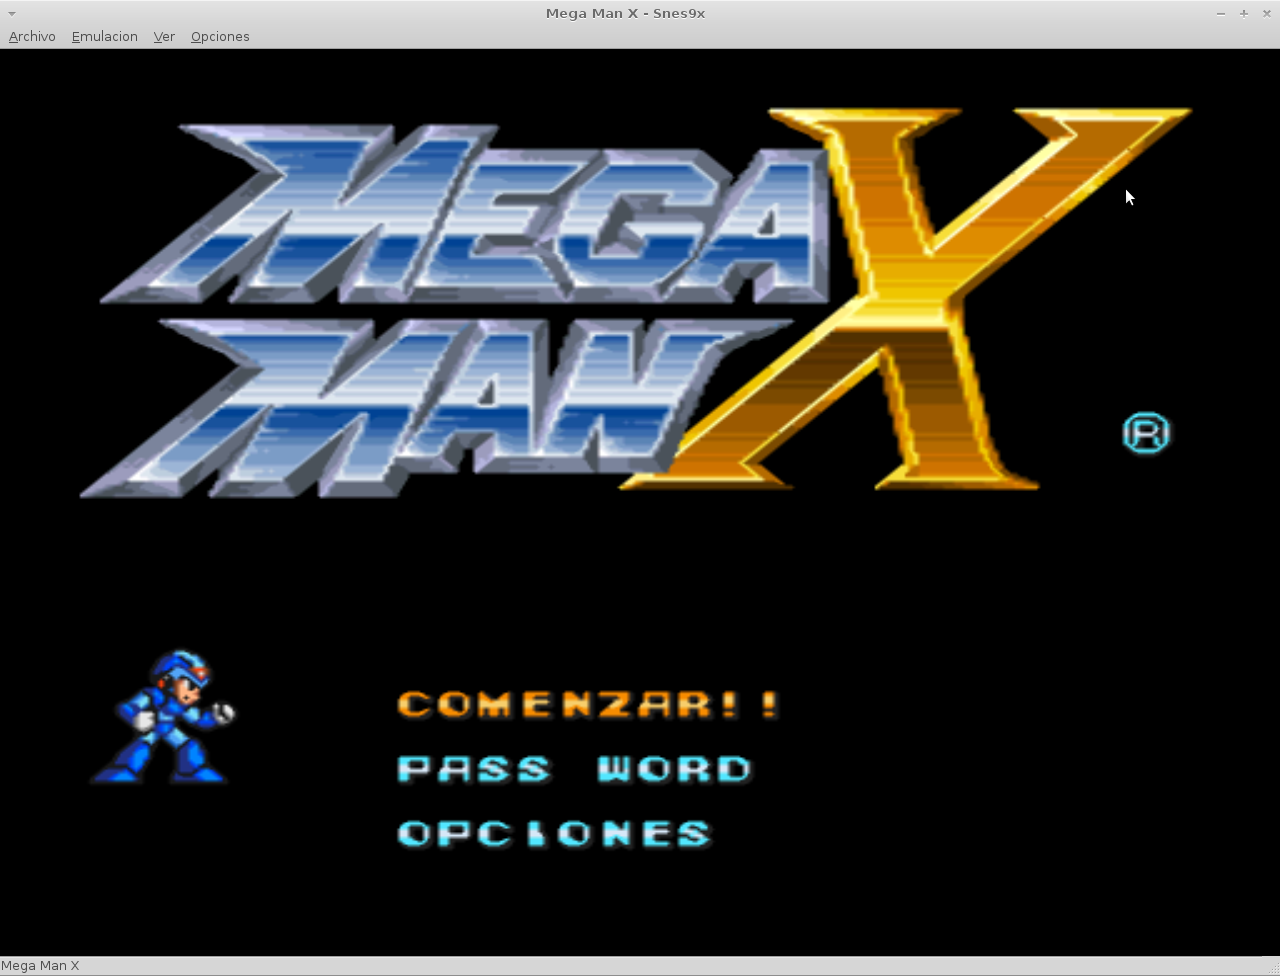 Mega Man X - Snes9x
Archivo Emulacion Ver Opciones
MEGA
MAN X ®
COMENZAR!!
PASS WORD
OPCIONES
Mega Man X